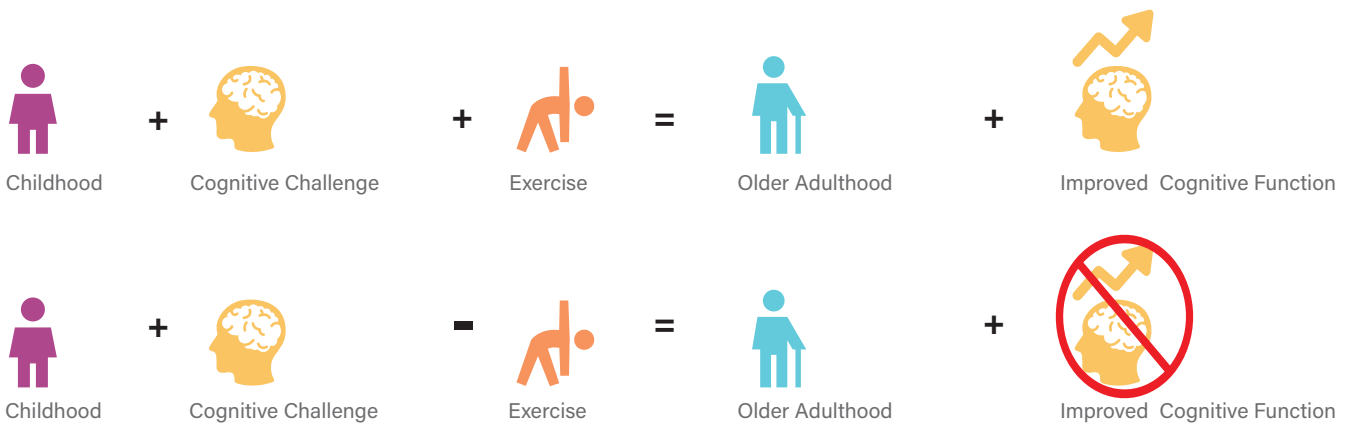 + + = +
Childhood Cognitive Challenge Exercise Older Adulthood Improved Cognitive Function
+ - = +
Childhood Cognitive Challenge Exercise Older Adulthood Improved Cognitive Function